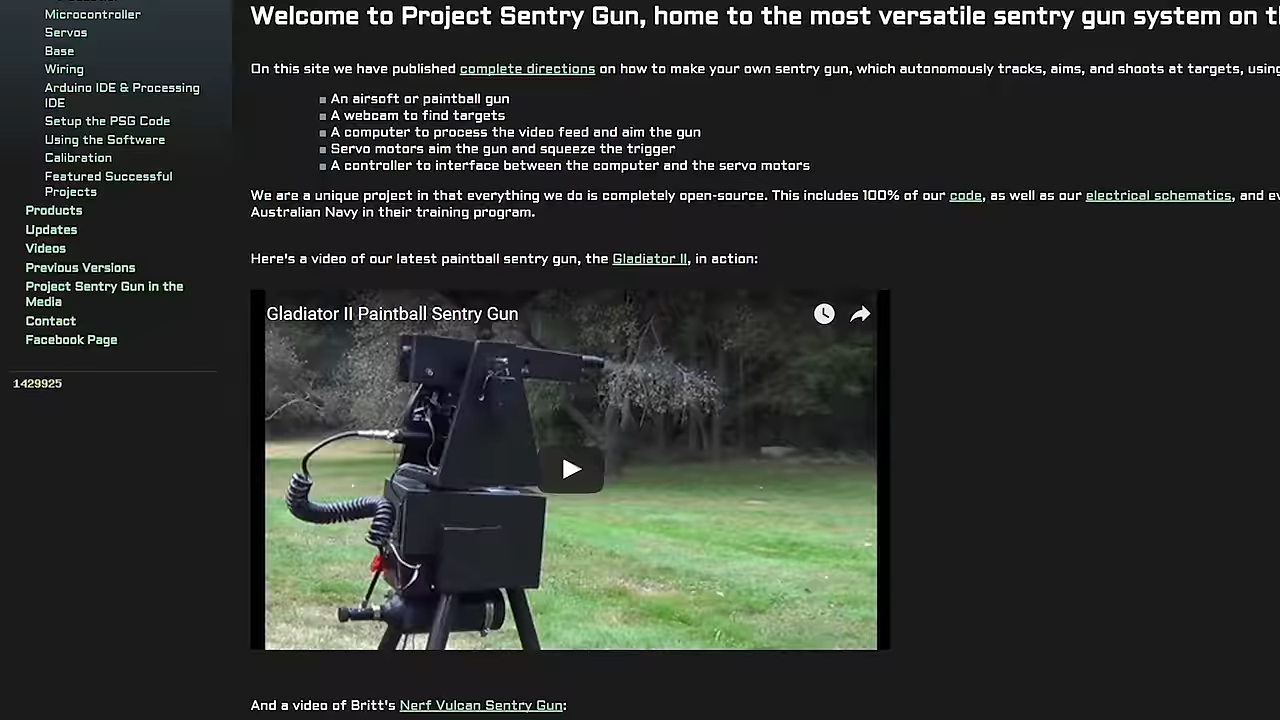 Microcontroller
Servos
Base
Wiring
Arduino IDE & Processing
IDE
Setup the PSG Code
Using the Software
Calibration
Featured Successful
Projects
Products
Updates
Videos
Previous Versions
Project Sentry Gun in the
Media
Contact
Facebook Page
1429925
Welcome to Project Sentry Gun, home to the most versatile sentry gun system on
On this site we have published complete directions on how to make your own sentry gun, which autonomously tracks, aims, and shoots at targets, using
An airsoft or paintball gun
A webcam to find targets
A computer to process the video feed and aim the gun
Servo motors aim the gun and squeeze the trigger
A controller to interface between the computer and the servo motors
We are a unique project in that everything we do is completely open-source. This includes 100% of our code, as well as our electrical schematics, and
Australian Navy in their training program.
Here's a video of our latest paintball sentry gun, the Gladiator II, in action:
Gladiator II Paintball Sentry Gun
And a video of Britt's Nerf Vulcan Sentry Gun: